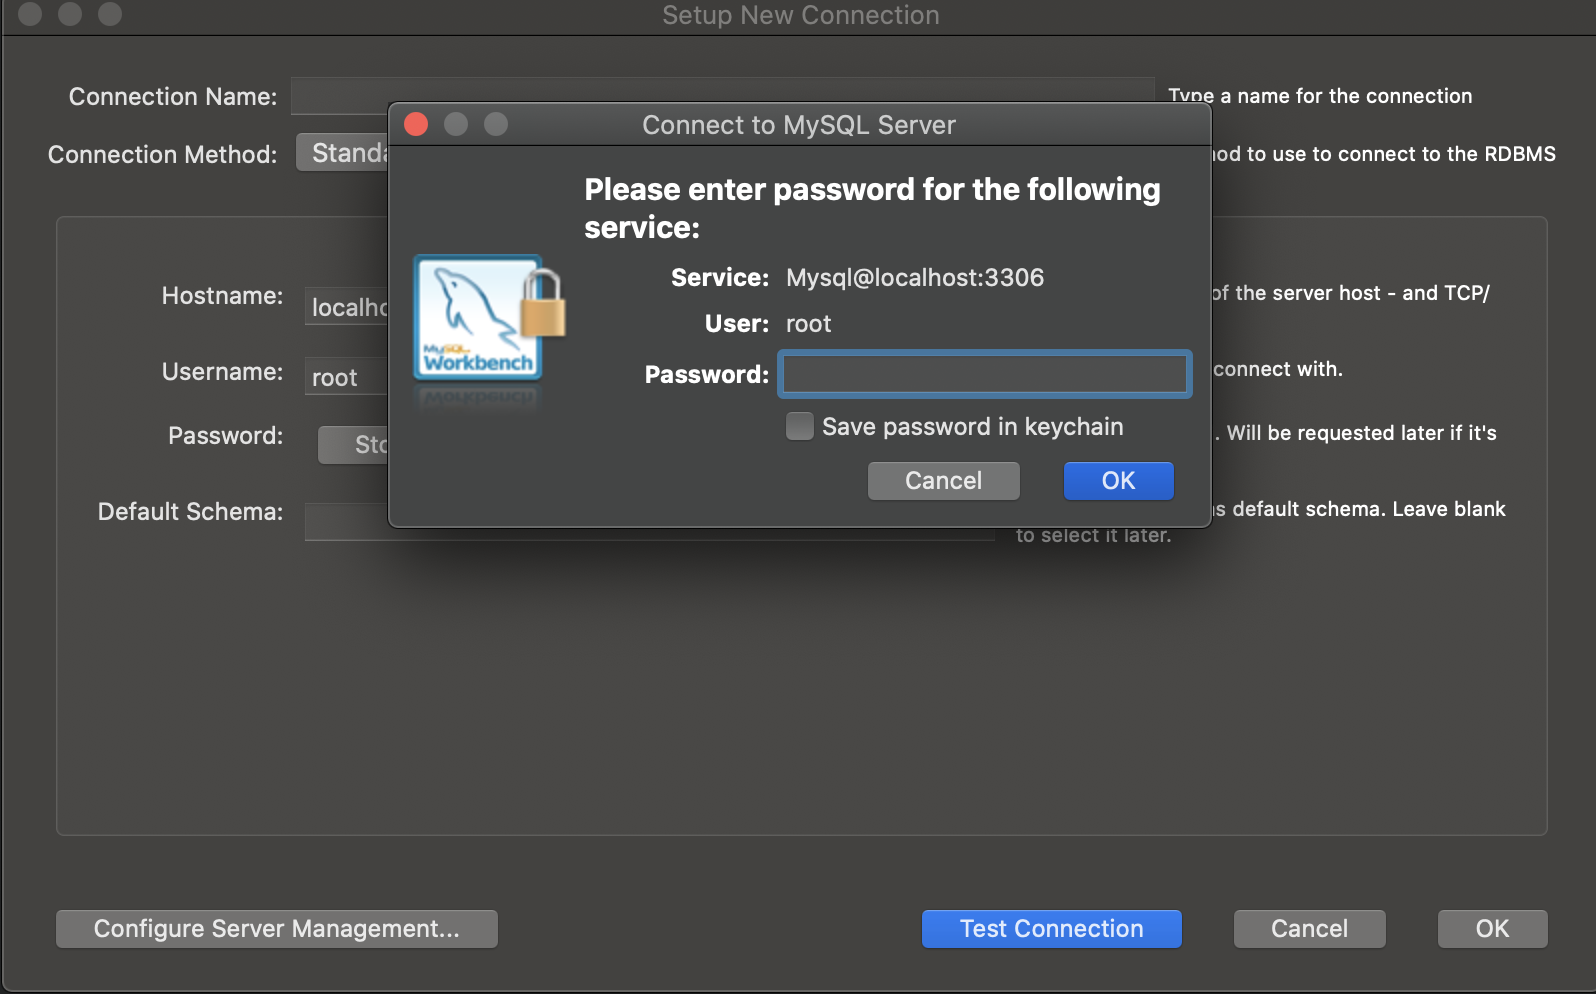 Setup New Connection
Connection Name:
Type a name for the connection
Connection Method:
to use to connect to the RDBMS
Hostname:
of the server host - and TCP/
Username:
root
connect with.
Password:
. Will be requested later if it's
Default Schema:
default schema. Leave blank
to select it later.
Connect to MySQL Server
Please enter password for the following
service:
Service: Mysql@localhost:3306
User: root
Password:
MySQL
Workbench
Save password in keychain
Cancel
OK
Configure Server Management...
Test Connection
Cancel
OK